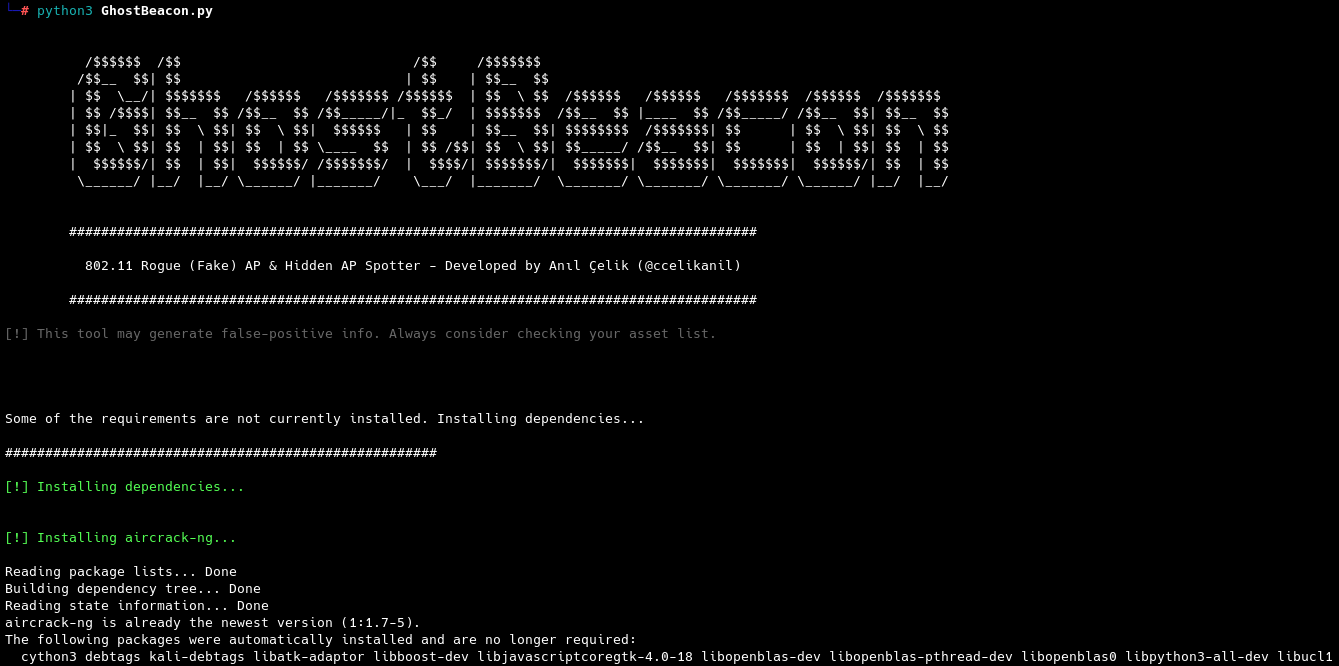 └─# python3 GhostBeacon.py
  /$$$$$$  /$$                             /$$     /$$$$$$$
 /$$__  $$| $$                            | $$    | $$__  $$
| $$  \__/| $$$$$$$   /$$$$$$   /$$$$$$$ /$$$$$$  | $$  \ $$  /$$$$$$   /$$$$$$   /$$$$$$$  /$$$$$$  /$$$$$$$
| $$ /$$$$| $$__  $$ /$$__  $$ /$$_____/|_  $$_/  | $$$$$$$  /$$__  $$ |____  $$ /$$_____/ /$$__  $$| $$__  $$
| $$|_  $$| $$  \ $$| $$  \ $$|  $$$$$$   | $$    | $$__  $$| $$$$$$$$  /$$$$$$$| $$      | $$  \ $$| $$  \ $$
| $$  \ $$| $$  | $$| $$  | $$ \____  $$  | $$ /$$| $$  \ $$| $$_____/ /$$__  $$| $$      | $$  | $$| $$  | $$
|  $$$$$$/| $$  | $$|  $$$$$$/ /$$$$$$$/  |  $$$$/| $$$$$$$/|  $$$$$$$|  $$$$$$$|  $$$$$$$|  $$$$$$/| $$  | $$
 \______/ |__/  |__/ \______/ |_______/    \___/  |_______/  \_______/ \_______/ \_______/ \______/ |__/  |__/
######################################################################################
802.11 Rogue (Fake) AP & Hidden AP Spotter - Developed by Anıl Çelik (@ccelikanil)
######################################################################################
[!] This tool may generate false-positive info. Always consider checking your asset list.
Some of the requirements are not currently installed. Installing dependencies...
######################################################
[!] Installing dependencies...
[!] Installing aircrack-ng...
Reading package lists... Done
Building dependency tree... Done
Reading state information... Done
aircrack-ng is already the newest version (1:1.7-5).
The following packages were automatically installed and are no longer required:
cython3 debtags kali-debtags libatk-adaptor libboost-dev libjavascriptcoregtk-4.0-18 libopenblas-dev libopenblas-pthread-dev libopenblas0 libpython3-all-dev libucl1